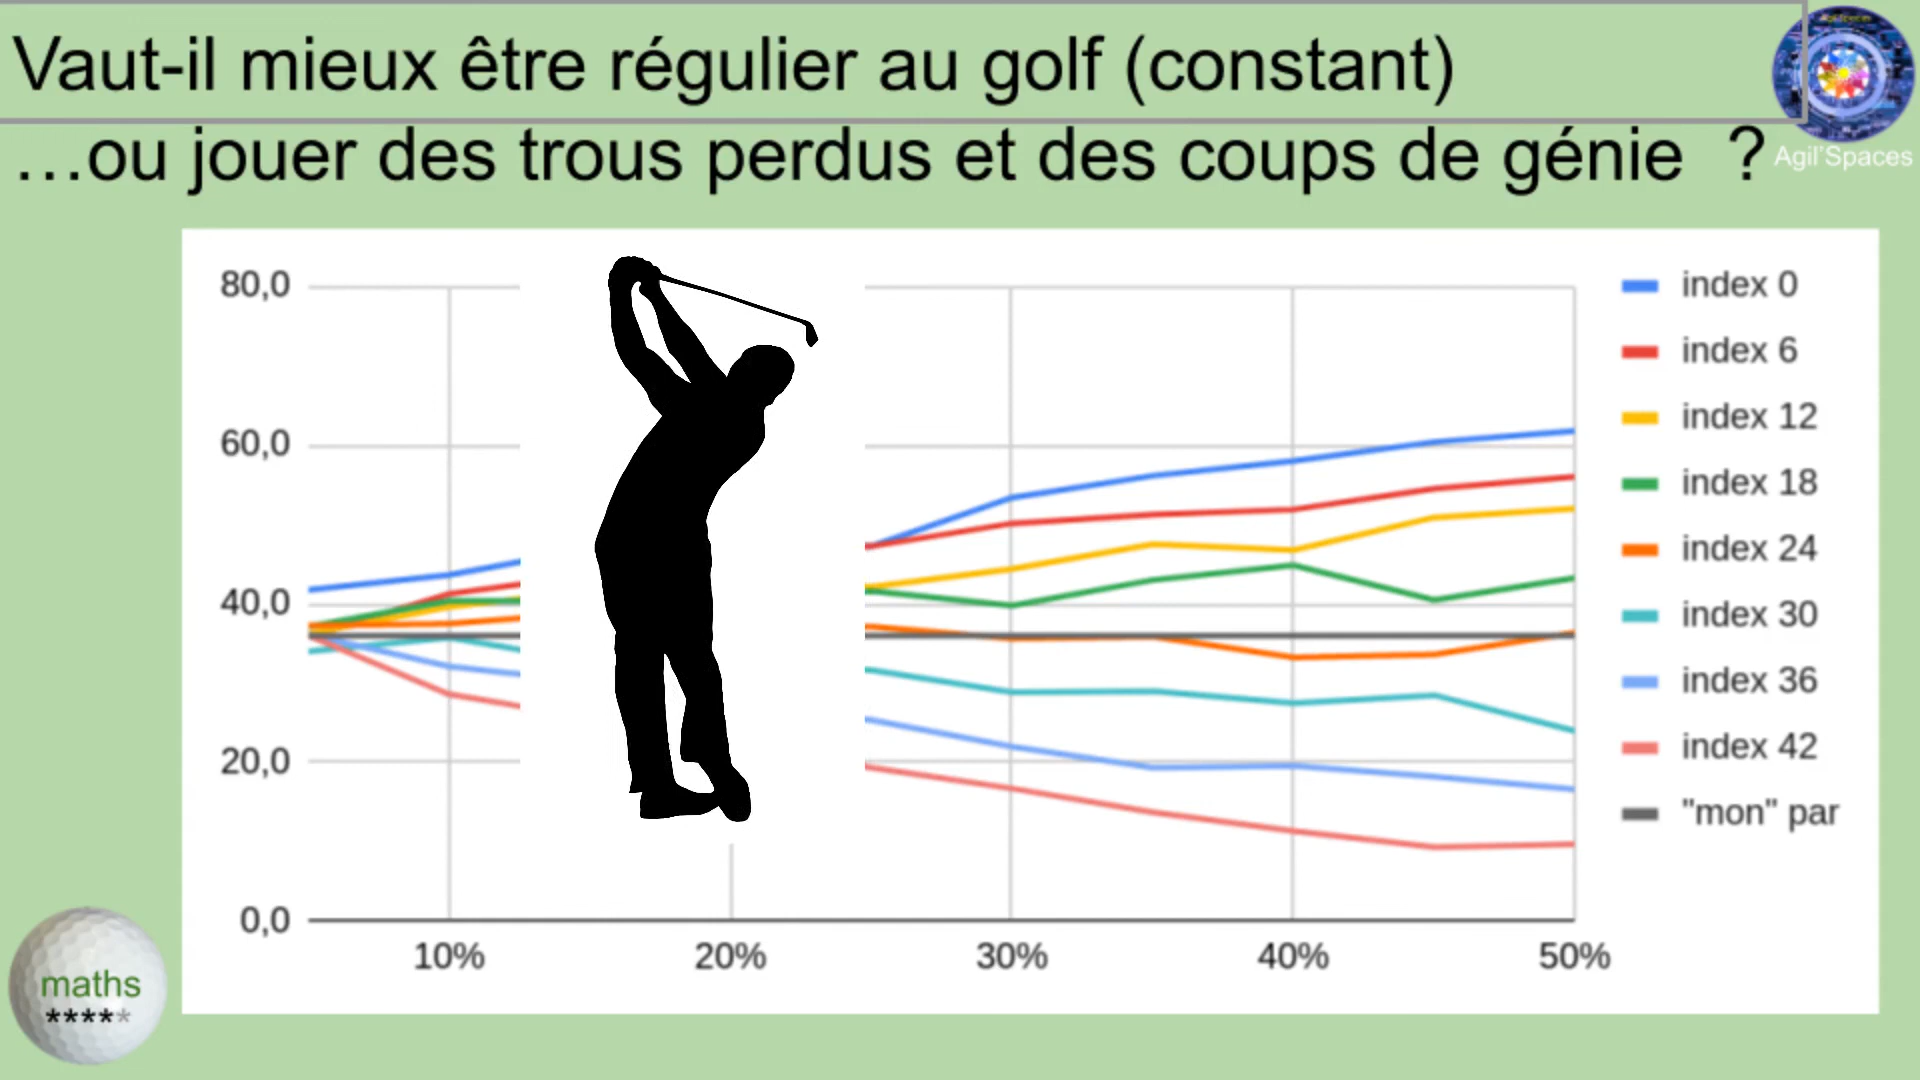 Vaut-il mieux être régulier au golf (constant)
...ou jouer des trous perdus et des coups de génie ?
Agil'Spaces
80,0
60,0
40,0
20,0
0,0
10%
20%
30%
40%
50%
index 0
index 6
index 12
index 18
index 24
index 30
index 36
index 42
"mon" par
maths
*****